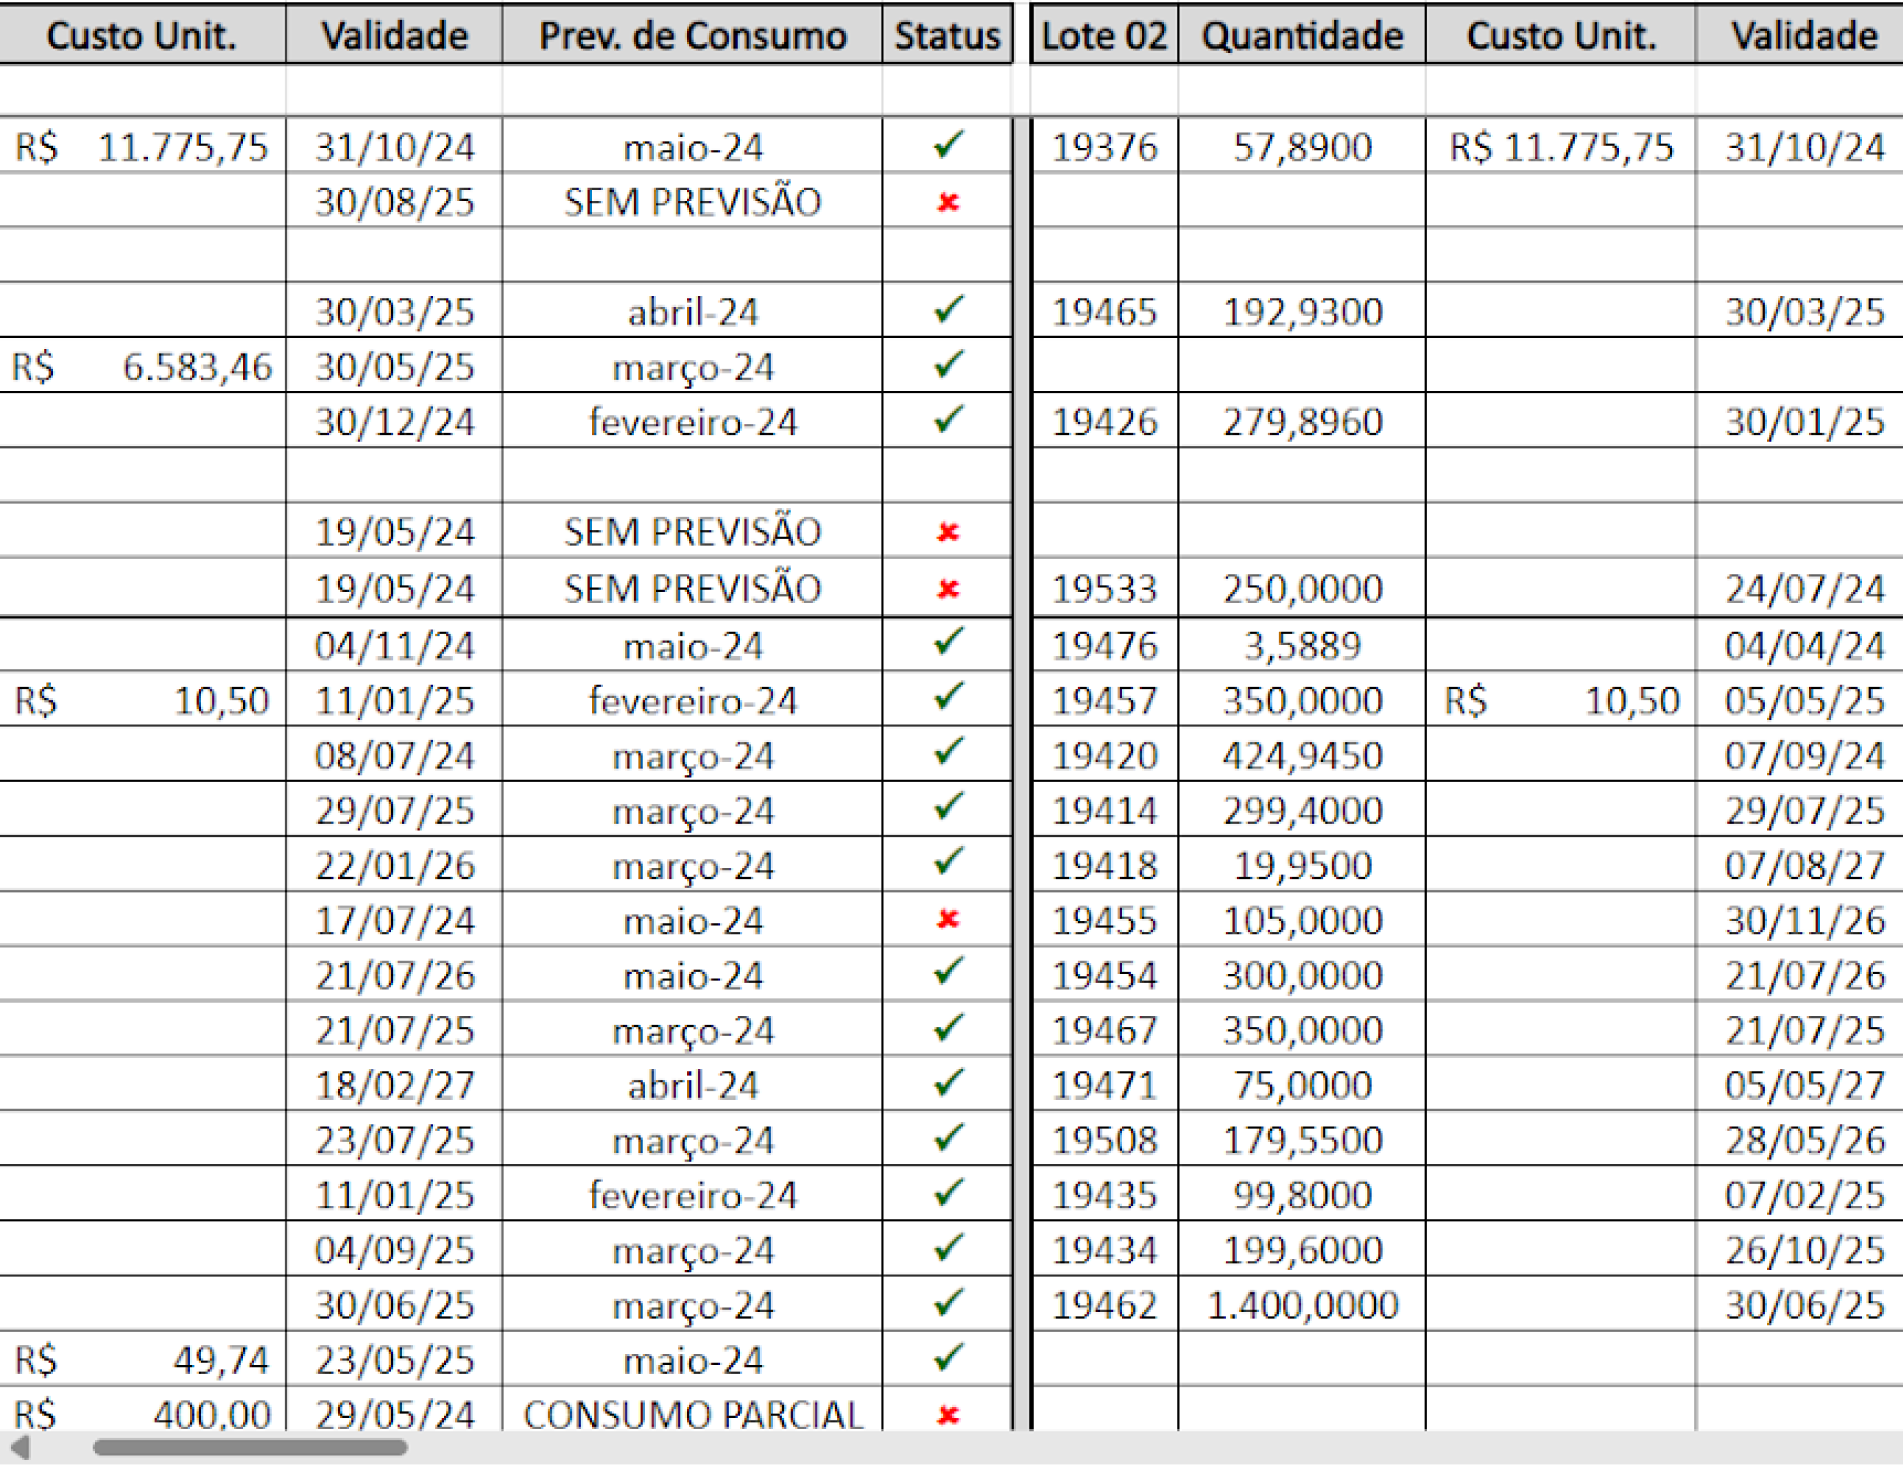 Custo Unit. Validade Prev. de Consumo Status Lote 02 Quantidade Custo Unit. Validade
R$ 11.775,75 31/10/24 maio-24 ✓ 19376 57,8900 R$ 11.775,75 31/10/24
30/08/25 SEM PREVISÃO ✘
30/03/25 abril-24 ✓ 19465 192,9300 30/03/25
R$ 6.583,46 30/05/25 março-24 ✓
30/12/24 fevereiro-24 ✓ 19426 279,8960 30/01/25
19/05/24 SEM PREVISÃO ✘
19/05/24 SEM PREVISÃO ✘ 19533 250,0000 24/07/24
04/11/24 maio-24 ✓ 19476 3,5889 04/04/24
R$ 10,50 11/01/25 fevereiro-24 ✓ 19457 350,0000 R$ 10,50 05/05/25
08/07/24 março-24 ✓ 19420 424,9450 07/09/24
29/07/25 março-24 ✓ 19414 299,4000 29/07/25
22/01/26 março-24 ✓ 19418 19,9500 07/08/27
17/07/24 maio-24 ✘ 19455 105,0000 30/11/26
21/07/26 maio-24 ✓ 19454 300,0000 21/07/26
21/07/25 março-24 ✓ 19467 350,0000 21/07/25
18/02/27 abril-24 ✓ 19471 75,0000 05/05/27
23/07/25 março-24 ✓ 19508 179,5500 28/05/26
11/01/25 fevereiro-24 ✓ 19435 99,8000 07/02/25
04/09/25 março-24 ✓ 19434 199,6000 26/10/25
30/06/25 março-24 ✓ 19462 1.400,0000 30/06/25
R$ 49,74 23/05/25 maio-24 ✓
R$ 400,00 29/05/24 CONSUMO PARCIAL ✘